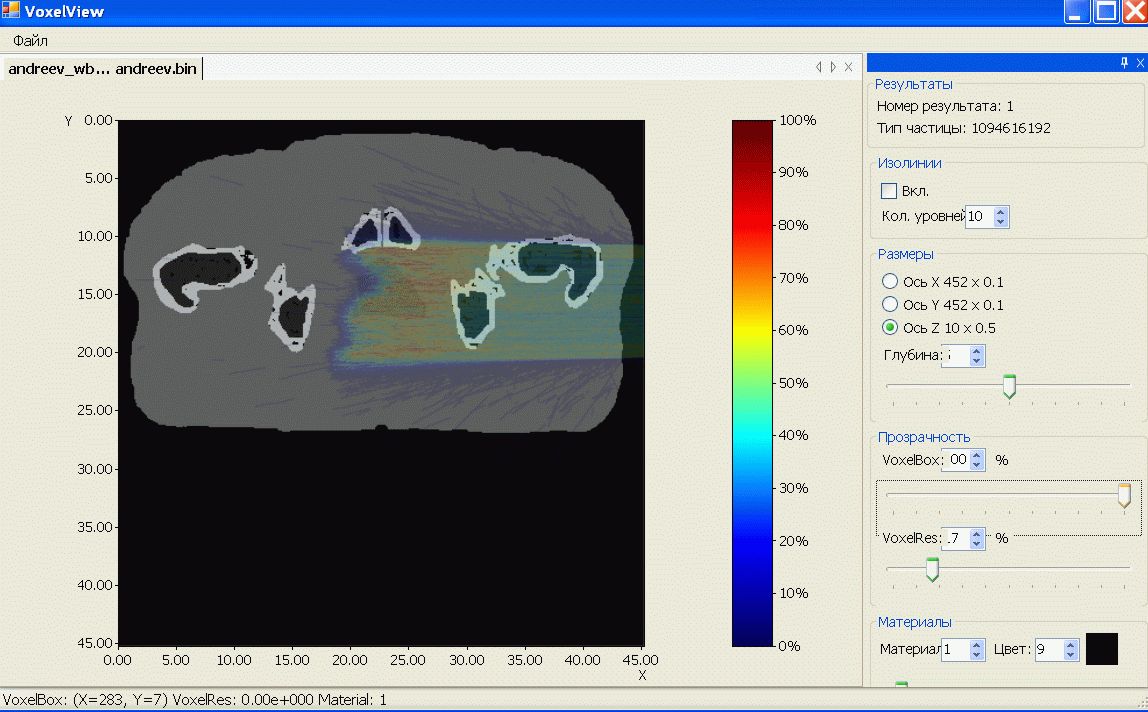 VoxelView
Файл
andreev_wb... andreev.bin
Y
0.00
5.00
10.00
15.00
20.00
25.00
30.00
35.00
40.00
45.00
0.00 5.00 10.00 15.00 20.00 25.00 30.00 35.00 40.00 45.00
X
100%
90%
80%
70%
60%
50%
40%
30%
20%
10%
0%
Результаты
Номер результата: 1
Тип частицы: 1094616192
Изолинии
Вкл.
Кол. уровней 10
Размеры
Ось X 452 x 0.1
Ось Y 452 x 0.1
Ось Z 10 x 0.5
Глубина:
Прозрачность
VoxelBox: 00 %
VoxelRes: .7 %
Материалы
Материал 1 Цвет: 9
VoxelBox: (X=283, Y=7) VoxelRes: 0.00e+000 Material: 1